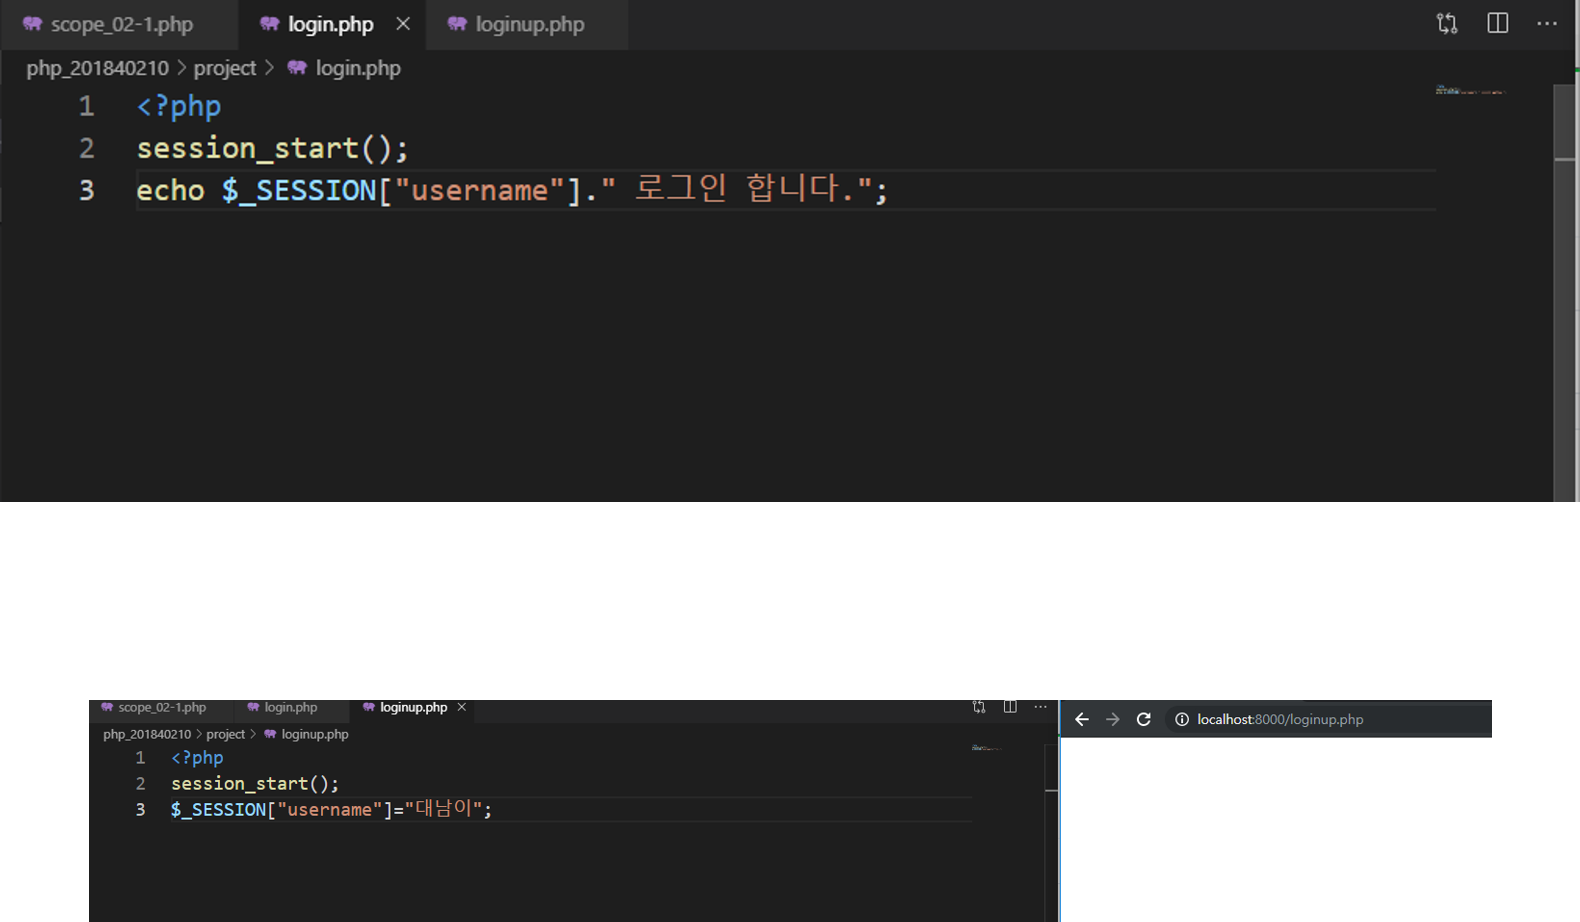 scope_02-1.php login.php loginup.php
php_201840210 > project > login.php
1 <?php
2 session_start();
3 echo $_SESSION["username"]." 로그인 합니다.";
scope_02-1.php login.php loginup.php
php_201840210 > project > loginup.php
1 <?php
2 session_start();
3 $_SESSION["username"]="대남이";
localhost:8000/loginup.php